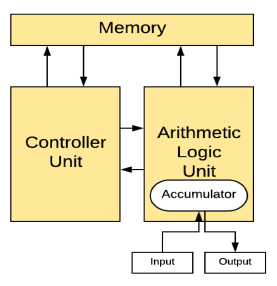 Memory
Controller
Unit
Arithmetic
Logic
Unit
Accumulator
Input
Output